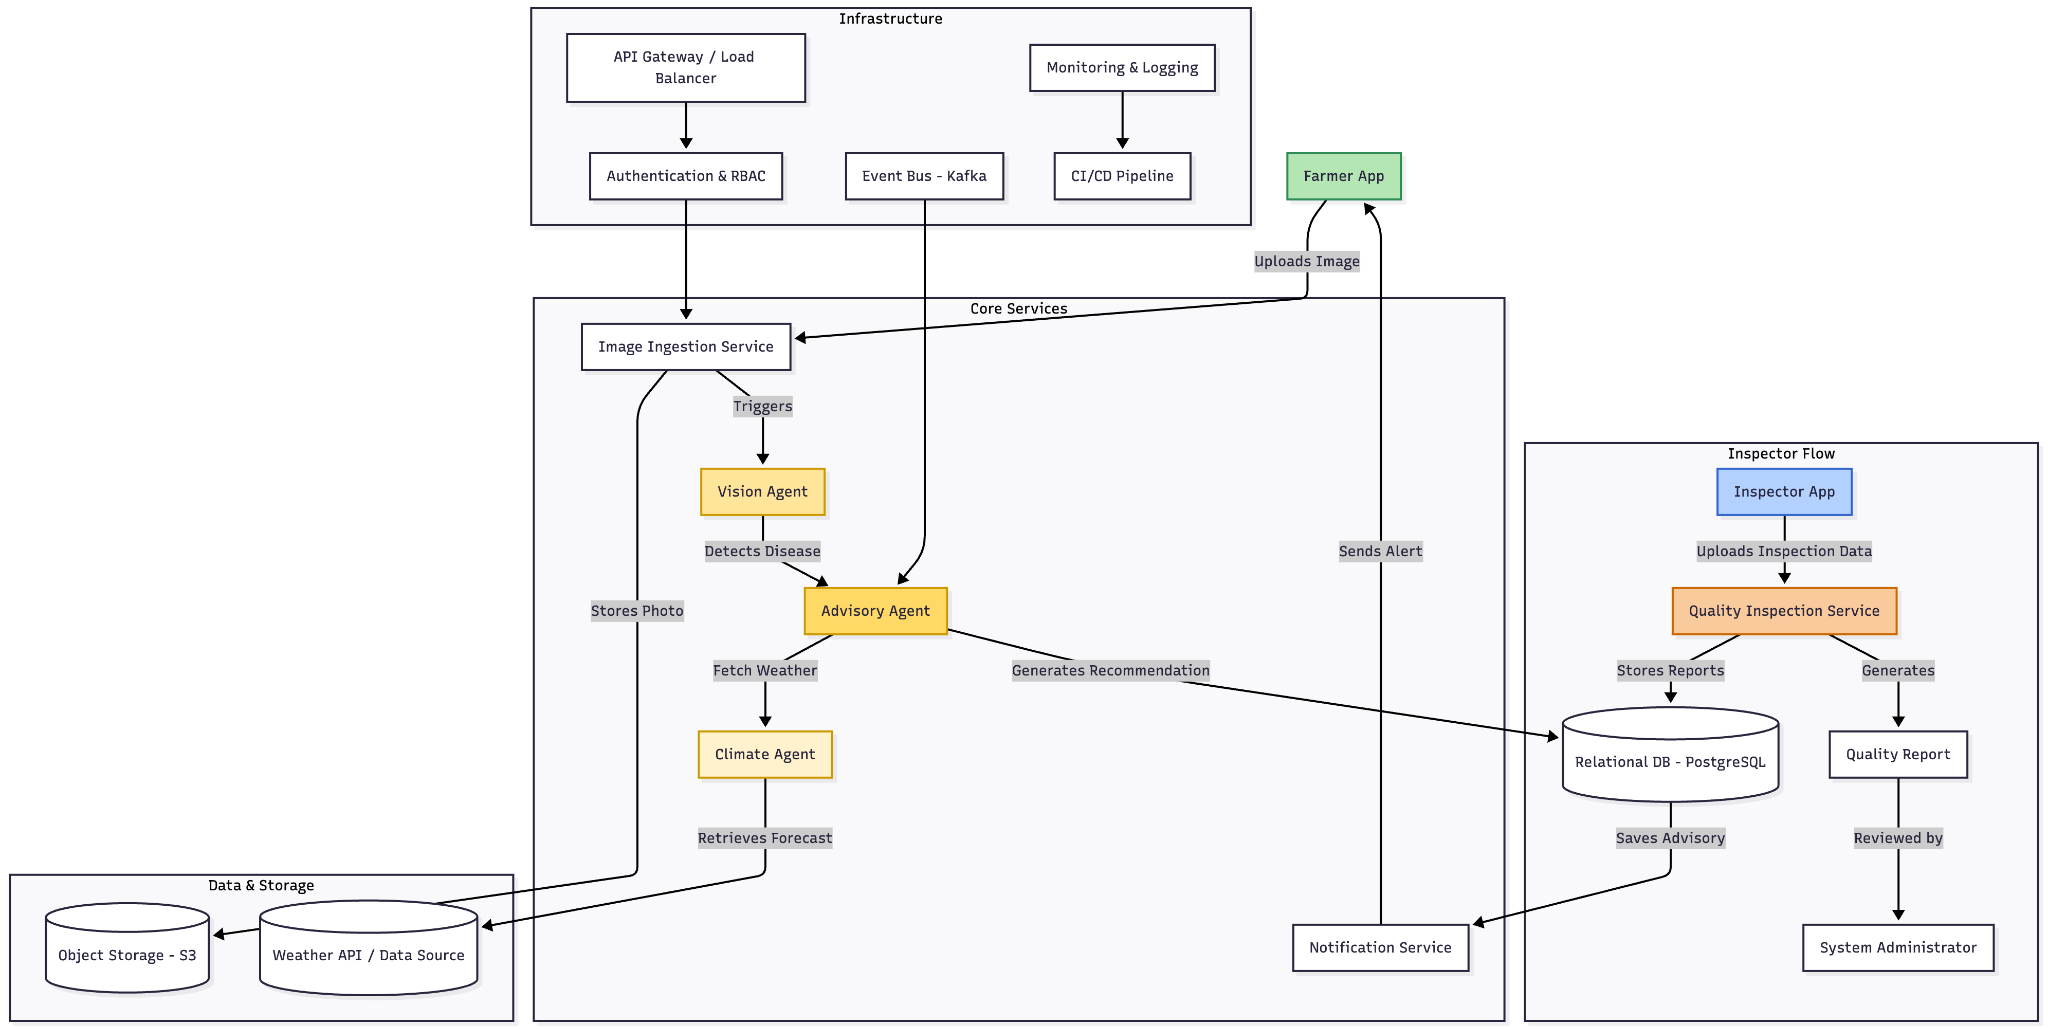 Infrastructure
API Gateway / Load
Balancer
Monitoring & Logging
Authentication & RBAC
Event Bus - Kafka
CI/CD Pipeline
Farmer App
Uploads Image
Core Services
Image Ingestion Service
Triggers
Vision Agent
Detects Disease
Sends Alert
Advisory Agent
Stores Photo
Fetch Weather
Generates Recommendation
Climate Agent
Retrieves Forecast
Notification Service
Inspector Flow
Inspector App
Uploads Inspection Data
Quality Inspection Service
Stores Reports
Generates
Relational DB - PostgreSQL
Quality Report
Saves Advisory
Reviewed by
System Administrator
Data & Storage
Object Storage - S3
Weather API / Data Source